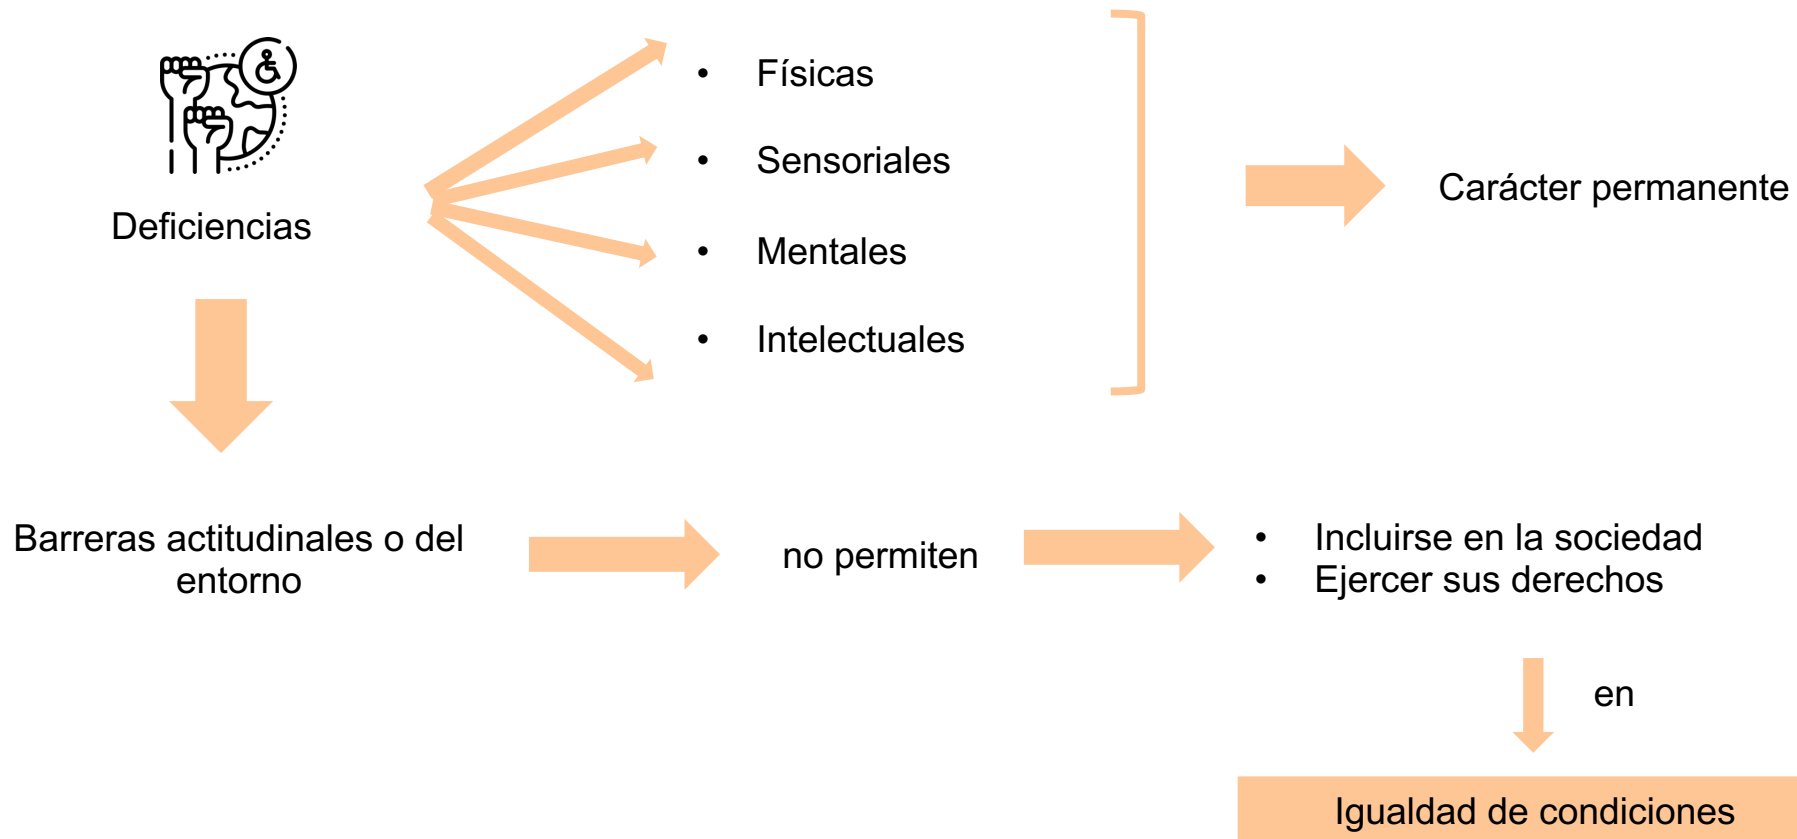 Deficiencias
• Físicas
• Sensoriales
• Mentales
• Intelectuales
Carácter permanente
Barreras actitudinales o del
entorno
no permiten
• Incluirse en la sociedad
• Ejercer sus derechos
en
Igualdad de condiciones